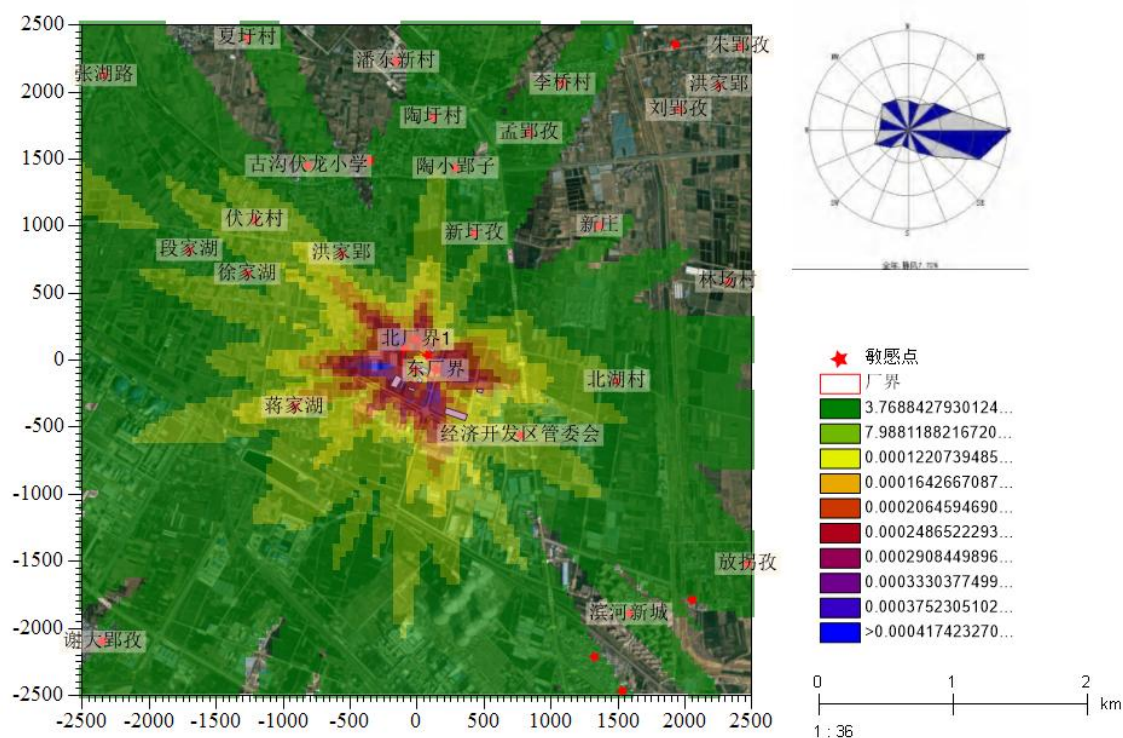 2500
2000
1500
1000
500
0
-500
-1000
-1500
-2000
-2500
-2500
-2000
-1500
-1000
-500
0
500
1000
1500
2000
2500
夏圩村
潘东新村
朱郢孜
张湖路
李桥村
洪家郢
刘郢孜
陶圩村
孟郢孜
古沟伏龙小学
陶小郢子
伏龙村
新圩孜
新庄
段家湖
洪家郢
徐家湖
林场村
北厂界1
东厂界
北湖村
蒋家湖
经济开发区管委会
放拐孜
滨河新城
谢大郢孜
N
E
S
敏感点
厂界
3.7688427930124...
7.9881188216720...
0.0001220739485...
0.0001642667087...
0.0002064594690...
0.0002486522293...
0.0002908449896...
0.0003330377499...
0.0003752305102...
>0.000417423270...
0
1
2
km
1 : 36